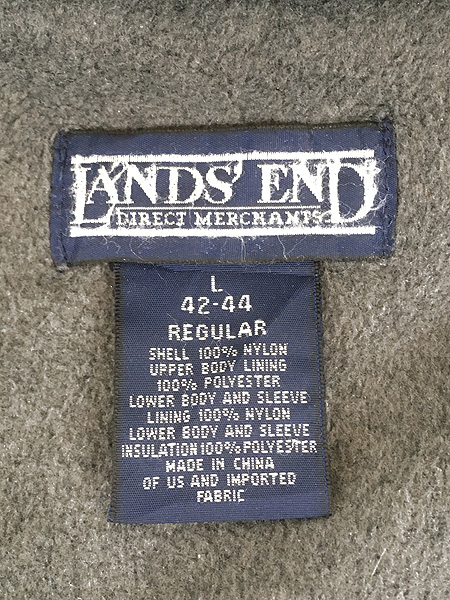 LANDS' END
DIRECT MERCHANTS
L
42-44
REGULAR
SHELL 100% NYLON
UPPER BODY LINING
100% POLYESTER
LOWER BODY AND SLEEVE
LINING 100% NYLON
LOWER BODY AND SLEEVE
INSULATION 100% POLYESTER
MADE IN CHINA
OF US AND IMPORTED
FABRIC